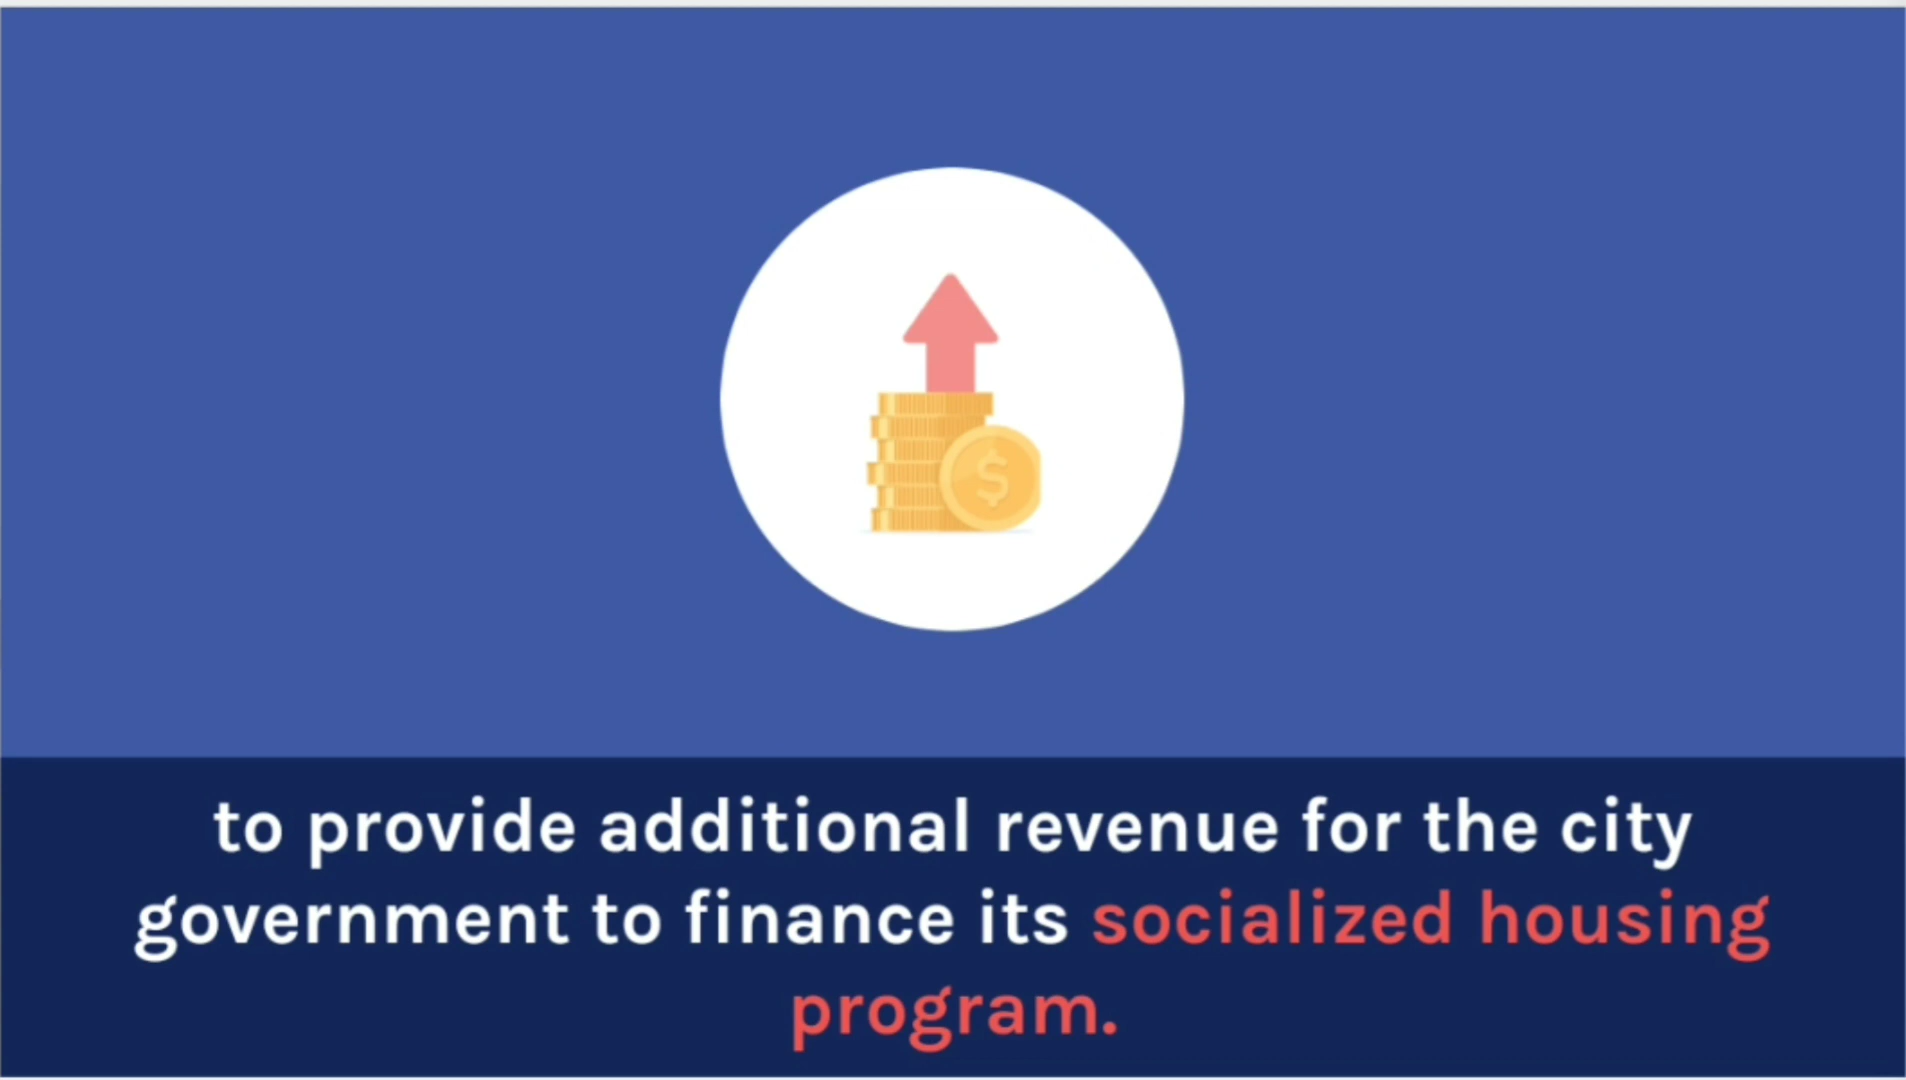 $
to provide additional revenue for the city
government to finance its socialized housing
program.